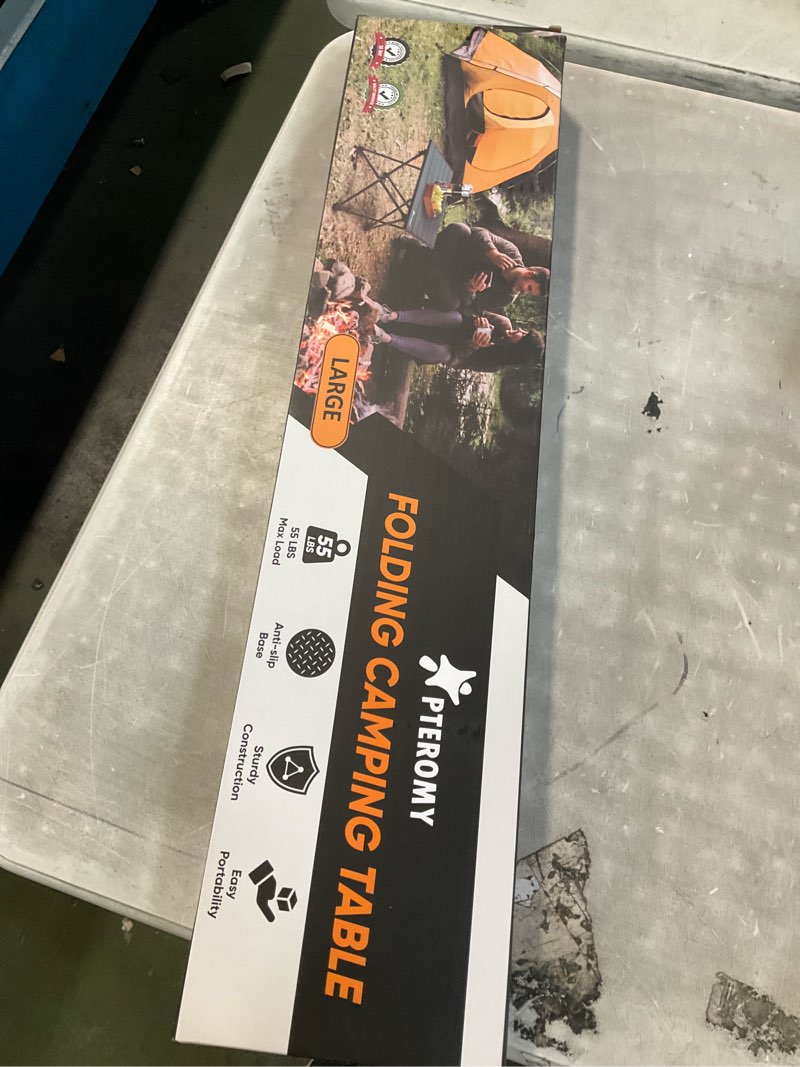 LARGE
PTEROMY
FOLDING CAMPING TABLE
55
LBS
55 LBS
Max Load
Anti-slip
Base
Sturdy
Construction
Easy
Portability